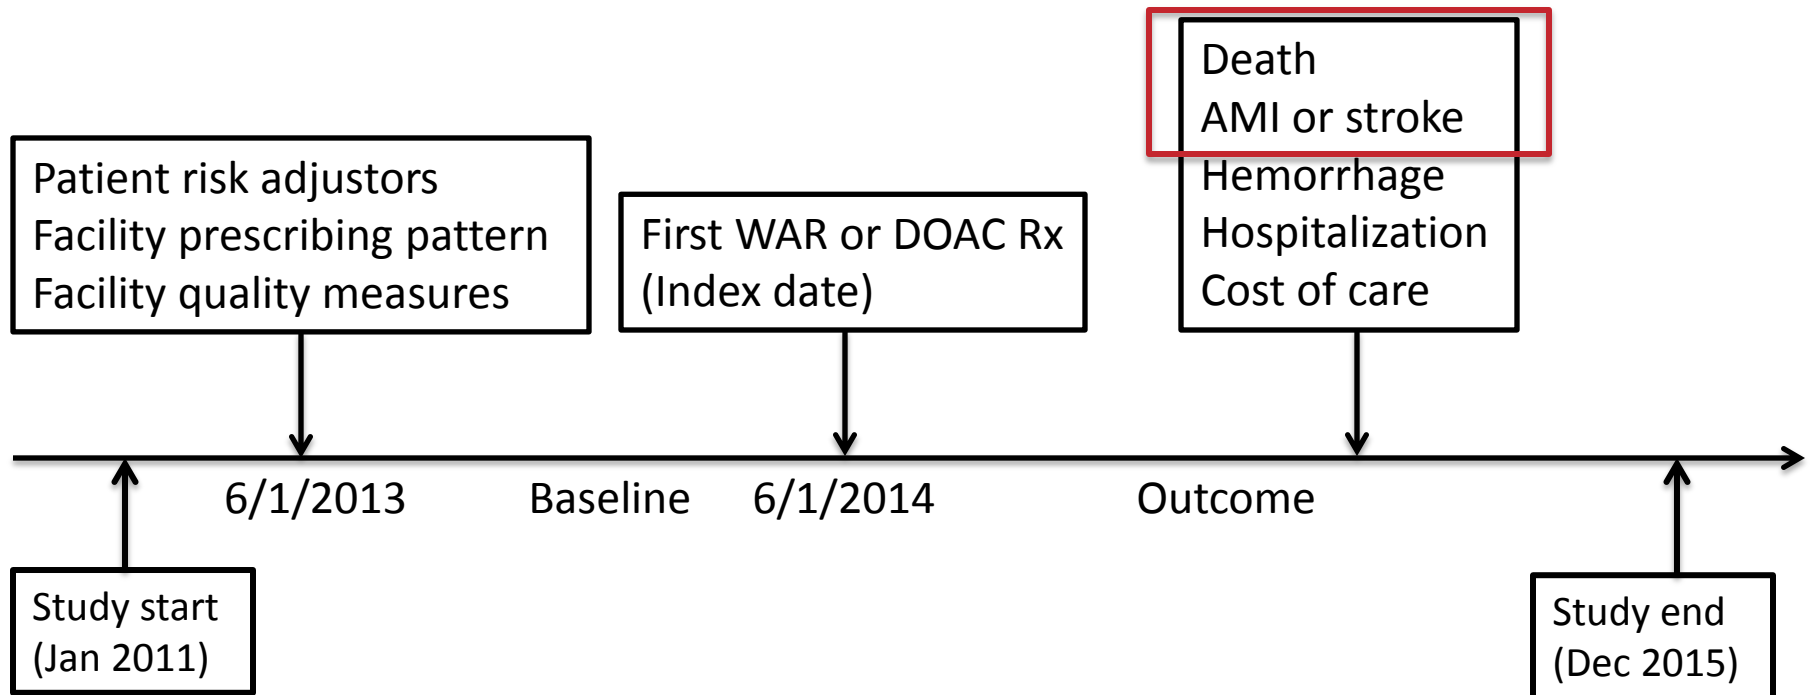 Death
AMI or stroke
Hemorrhage
Hospitalization
Cost of care
Patient risk adjustors
Facility prescribing pattern
Facility quality measures
First WAR or DOAC Rx
(Index date)
6/1/2013 Baseline 6/1/2014 Outcome
Study start
(Jan 2011)
Study end
(Dec 2015)